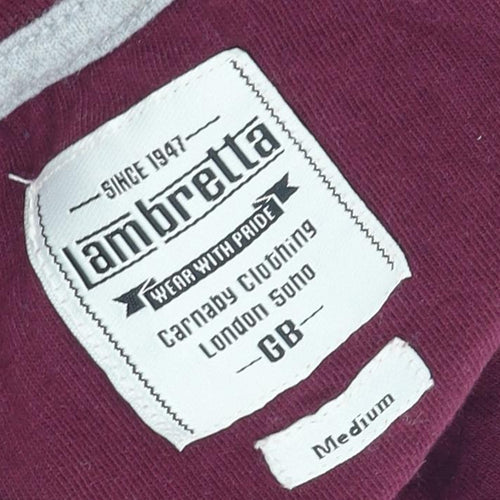 SINCE 1947
Lambretta
WEAR WITH PRIDE
Carnaby Clothing
London Soho
GB
Medium